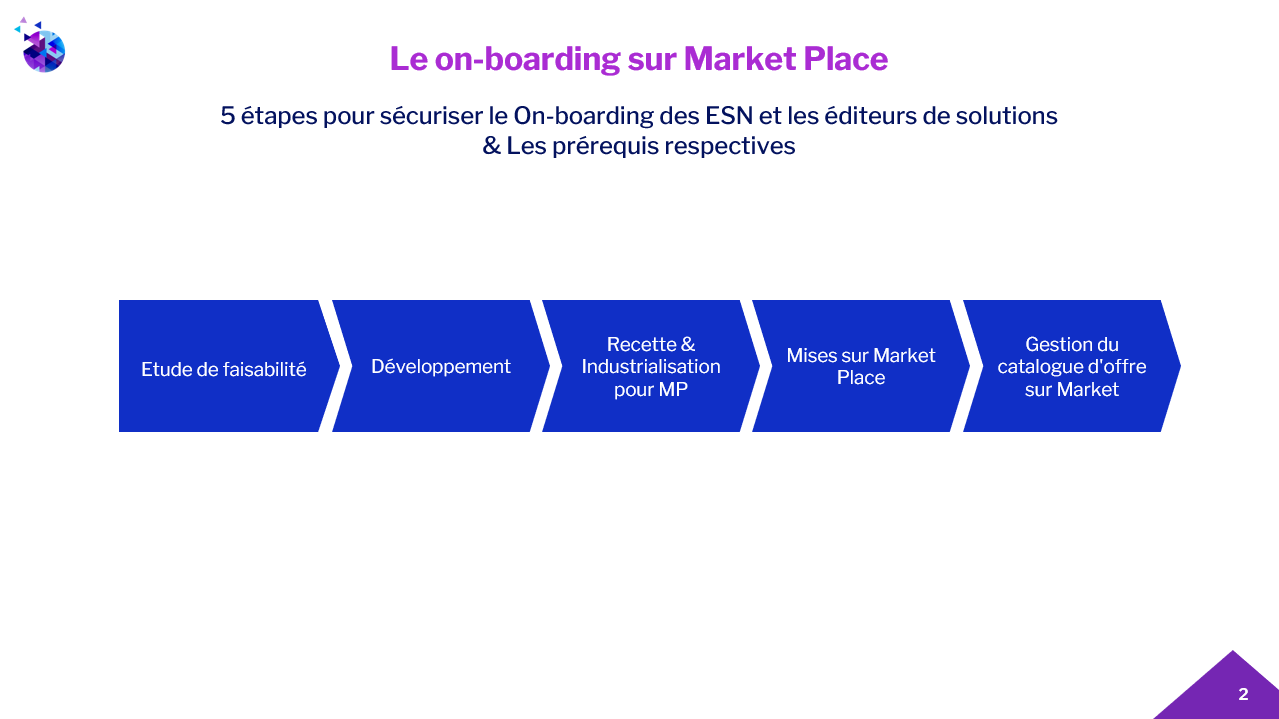 Le on-boarding sur Market Place
5 étapes pour sécuriser le On-boarding des ESN et les éditeurs de solutions
& Les prérequis respectives
Etude de faisabilité
Développement
Recette &
Industrialisation
pour MP
Mises sur Market
Place
Gestion du
catalogue d'offre
sur Market
2